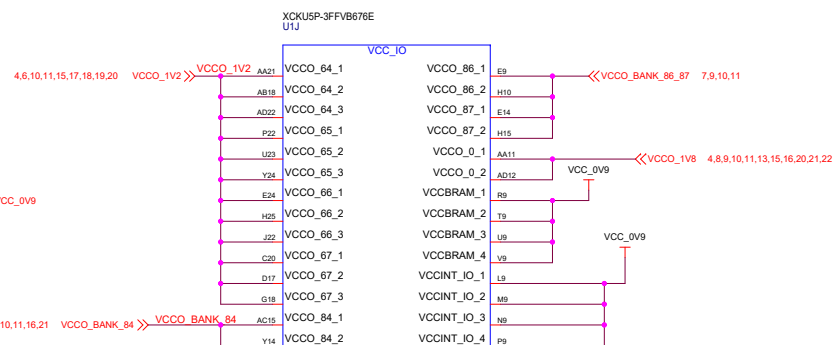 XCKU5P-3FFVB676E
U1J
VCC_IO
4,6,10,11,15,17,18,19,20 VCCO_1V2 VCCO_1V2 AA21 VCCO_64_1 VCCO_86_1 E9 VCCO_BANK_86_87 7,9,10,11
AB18 VCCO_64_2 VCCO_86_2 H10
AD22 VCCO_64_3 VCCO_87_1 E14
P22 VCCO_65_1 VCCO_87_2 H15
U23 VCCO_65_2 VCCO_0_1 AA11 VCCO_1V8 4,8,9,10,11,13,15,16,20,21,22
Y24 VCCO_65_3 VCCO_0_2 AD12 VCC_0V9
VCC_0V9 E24 VCCO_66_1 VCCBRAM_1 R9
H25 VCCO_66_2 VCCBRAM_2 T9
J22 VCCO_66_3 VCCBRAM_3 U9 VCC_0V9
C20 VCCO_67_1 VCCBRAM_4 V9
D17 VCCO_67_2 VCCINT_IO_1 L9
G18 VCCO_67_3 VCCINT_IO_2 M9
10,11,16,21 VCCO_BANK_84 VCCO_BANK_84 AC15 VCCO_84_1 VCCINT_IO_3 N9
Y14 VCCO_84_2 VCCINT_IO_4 P9